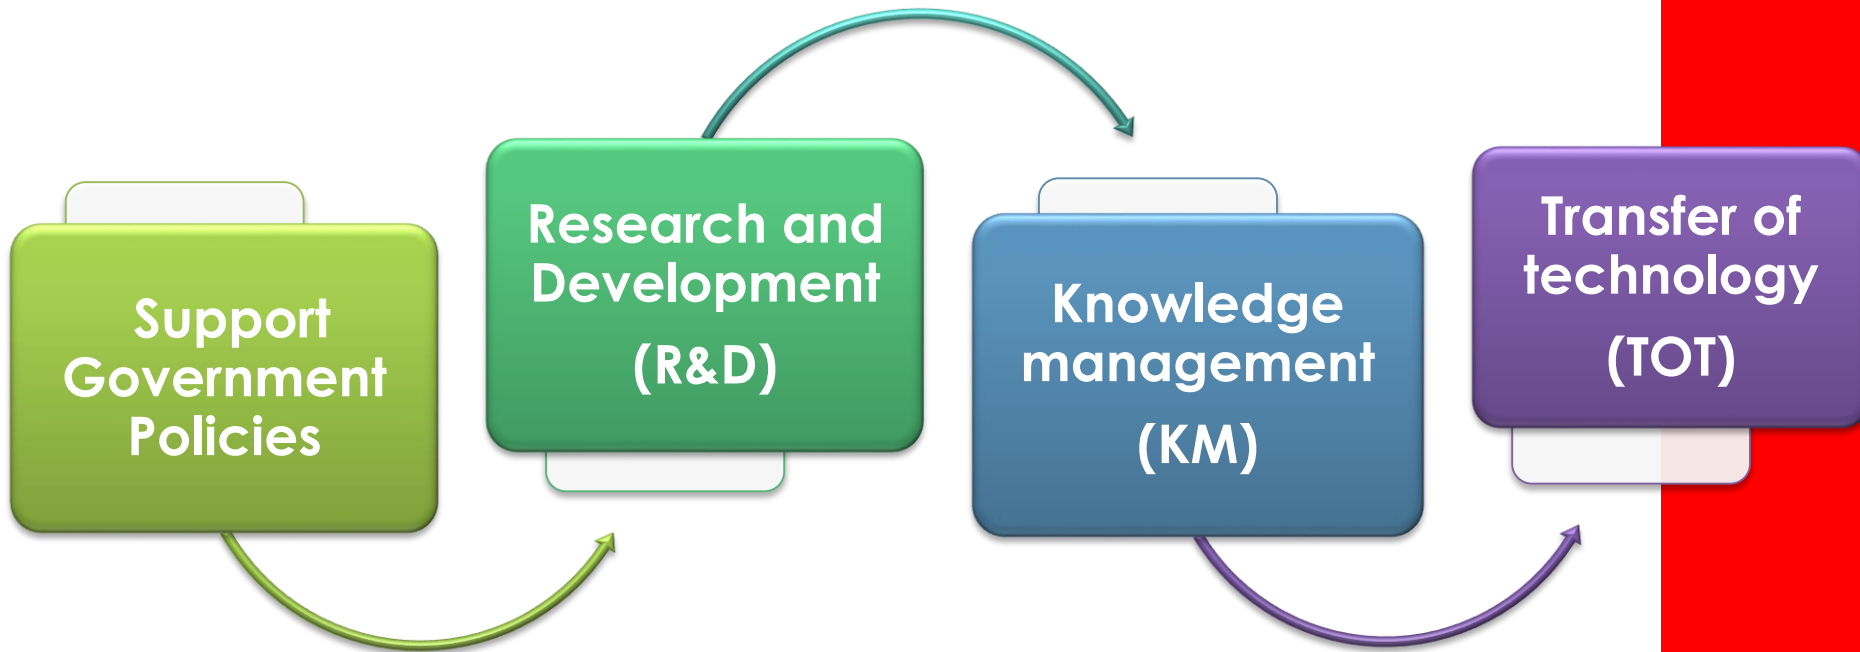 Support
Government
Policies
Research and
Development
(R&D)
Knowledge
management
(KM)
Transfer of
technology
(TOT)